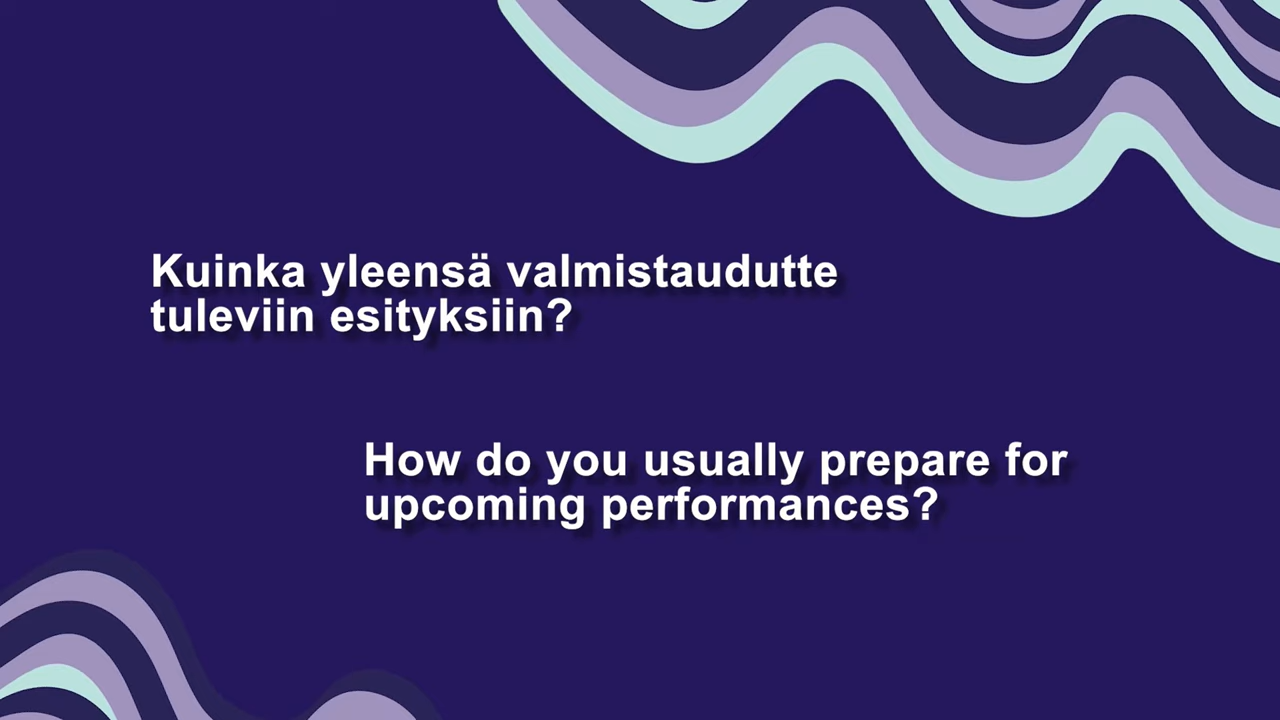 Kuinka yleensä valmistaudutte
tuleviin esityksiin?
How do you usually prepare for
upcoming performances?